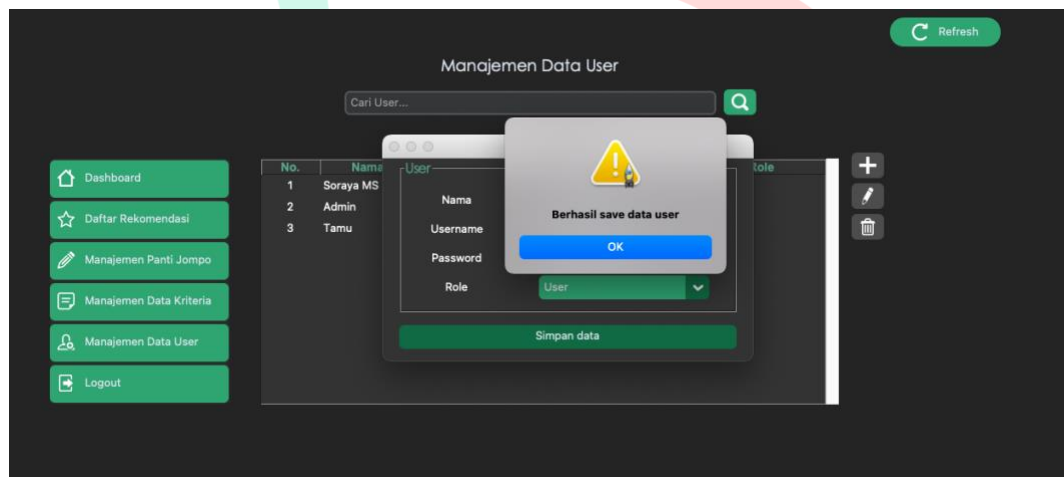 Refresh
Manajemen Data User
Cari User...
Dashboard
Daftar Rekomendasi
Manajemen Panti Jompo
Manajemen Data Kriteria
Manajemen Data User
Logout
No. Nama Role
1 Soraya MS
2 Admin
3 Tamu
User
Nama
Username
Password
Role User
Simpan data
Berhasil save data user
OK